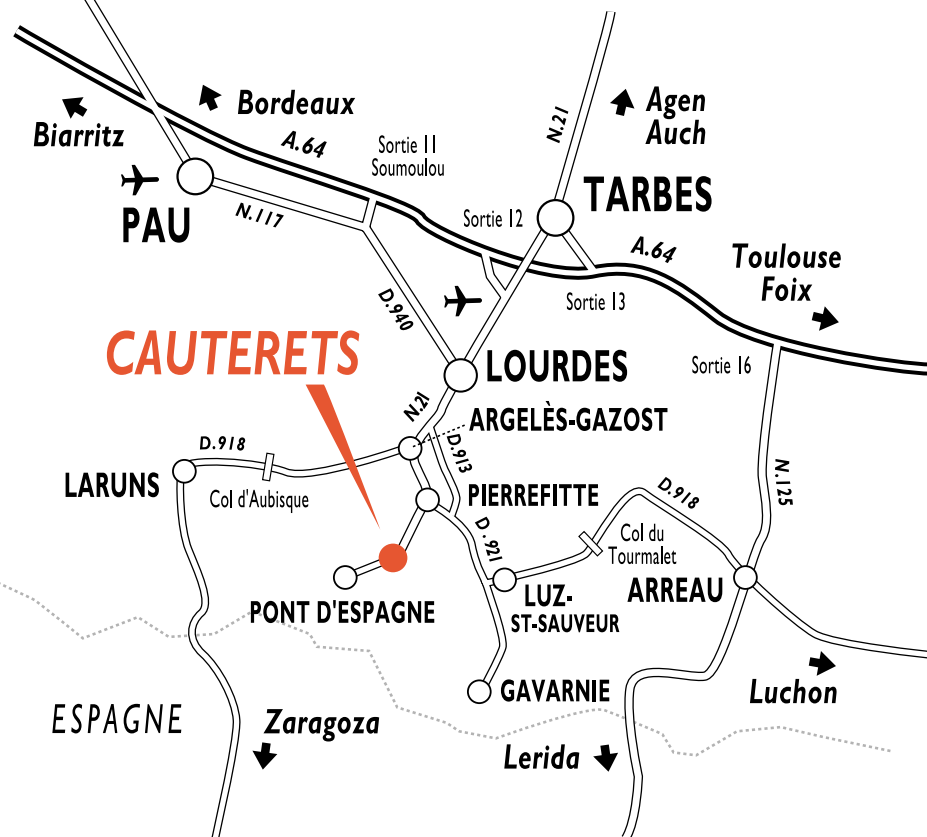 Bordeaux
Agen
Auch
Biarritz
A.64
Sortie 11
Soumoulou
N.21
TARBES
PAU
N.117
Sortie 12
A.64
Toulouse
Foix
D.940
Sortie 13
CAUTERETS
LOURDES
Sortie 16
N.21
ARGELÈS-GAZOST
D.918
D.913
LARUNS
Col d'Aubisque
PIERREFITTE
D.918
N.125
D.921
Col du
Tourmalet
ARREAU
PONT D'ESPAGNE
LUZ-
ST-SAUVEUR
GAVARNIE
Luchon
ESPAGNE
Zaragoza
Lerida